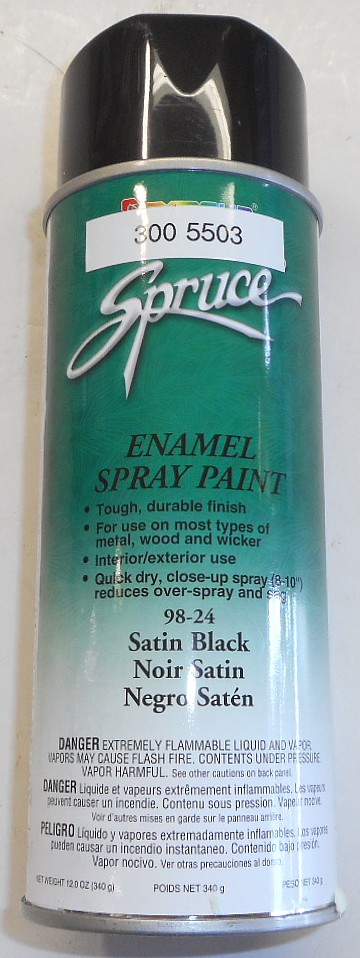 300 5503
Spruce
ENAMEL
SPRAY PAINT
• Tough, durable finish
• For use on most types of
metal, wood and wicker
• Interior/exterior use
• Quick dry, close-up spray (8-10")
reduces over-spray and sag
98-24
Satin Black
Noir Satin
Negro Satén
DANGER EXTREMELY FLAMMABLE LIQUID AND VAPOR.
VAPORS MAY CAUSE FLASH FIRE. CONTENTS UNDER PRESSURE.
VAPOR HARMFUL. See other cautions on back panel.
DANGER Liquide et vapeurs extrêmement inflammables. Les vapeurs
peuvent causer un incendie. Contenu sous pression. Vapeur nocive.
Voir d'autres mises en garde sur le panneau arrière.
PELIGRO Líquido y vapores extremadamente inflamables. Los vapores
pueden causar un incendio instantaneo. Contenido bajo presión.
Vapor nocivo. Ver otras precauciones al dorso.
NET WEIGHT 12.0 OZ (340 g) POIDS NET 340 g PESO NET 340 g